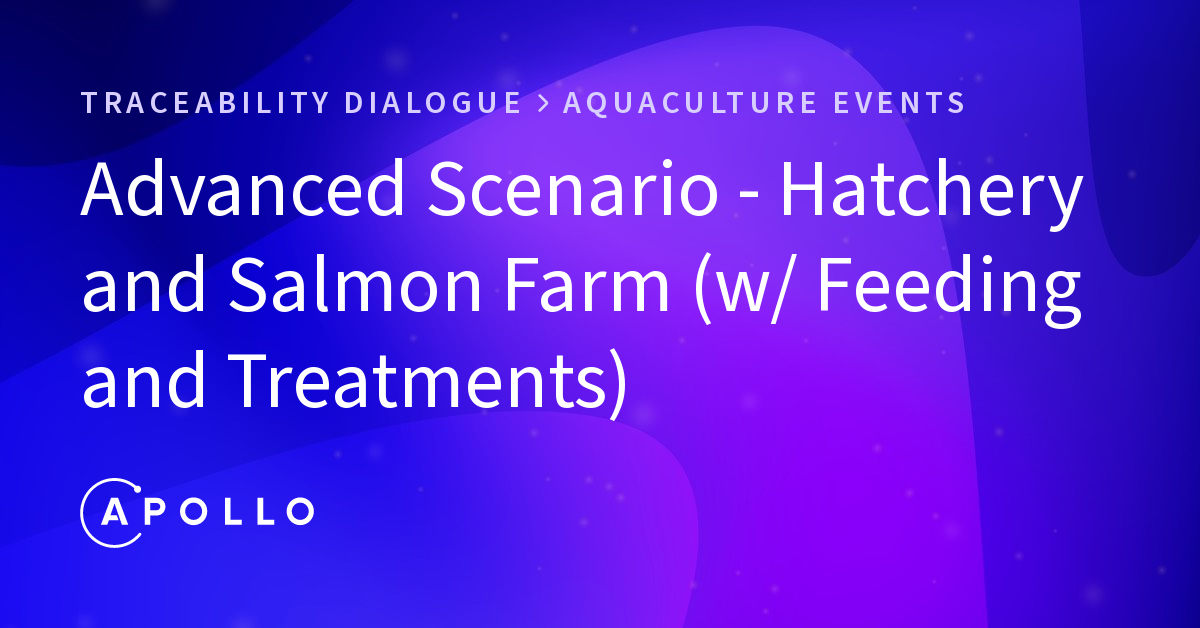 TRACEABILITY DIALOGUE > AQUACULTURE EVENTS
Advanced Scenario - Hatchery
and Salmon Farm (w/ Feeding
and Treatments)
APOLLO